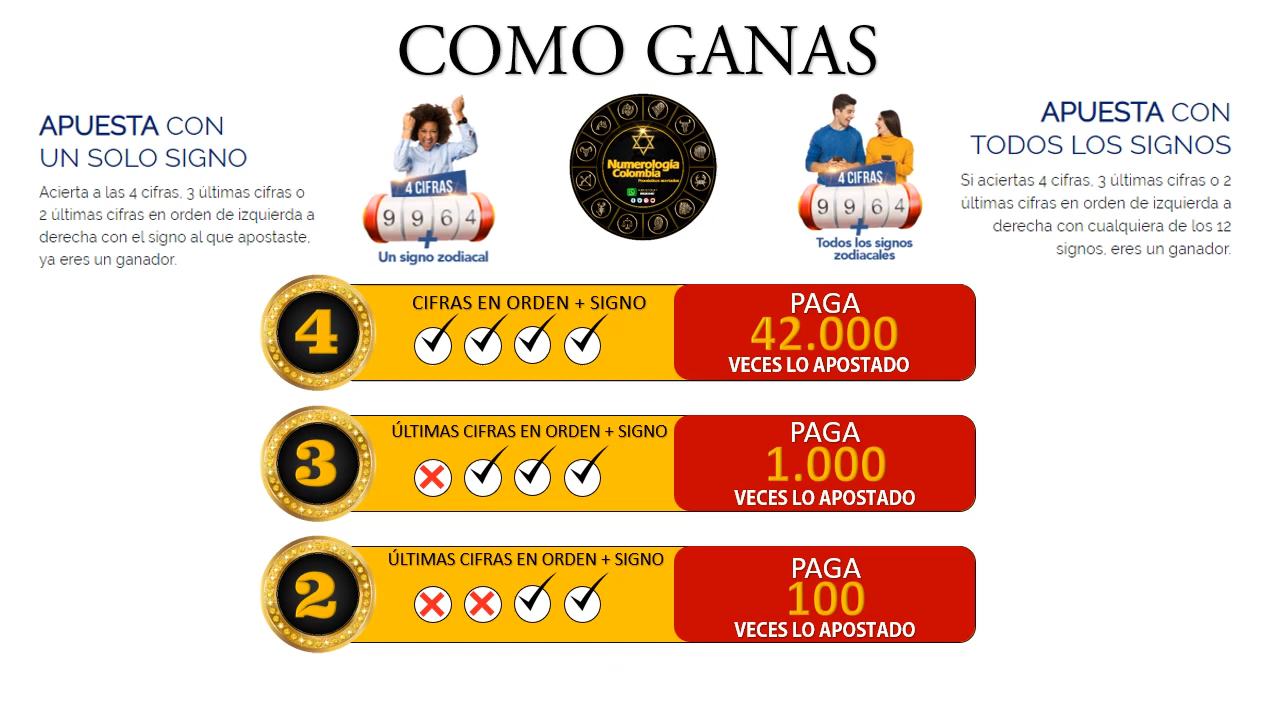 COMO GANAS
APUESTA CON
UN SOLO SIGNO
Acierta a las 4 cifras, 3 últimas cifras o
2 últimas cifras en orden de izquierda a
derecha con el signo al que apostaste,
ya eres un ganador.
4 CIFRAS
9 9 6 4
+
Un signo zodiacal
Numerología
Colombia
4 CIFRAS
9 9 6 4
+
Todos los signos
zodiacales
APUESTA CON
TODOS LOS SIGNOS
Si aciertas 4 cifras, 3 últimas cifras o 2
últimas cifras en orden de izquierda a
derecha con cualquiera de los 12
signos, eres un ganador.
4
CIFRAS EN ORDEN + SIGNO
PAGA
42.000
VECES LO APOSTADO
3
ÚLTIMAS CIFRAS EN ORDEN + SIGNO
PAGA
1.000
VECES LO APOSTADO
2
ÚLTIMAS CIFRAS EN ORDEN + SIGNO
PAGA
100
VECES LO APOSTADO